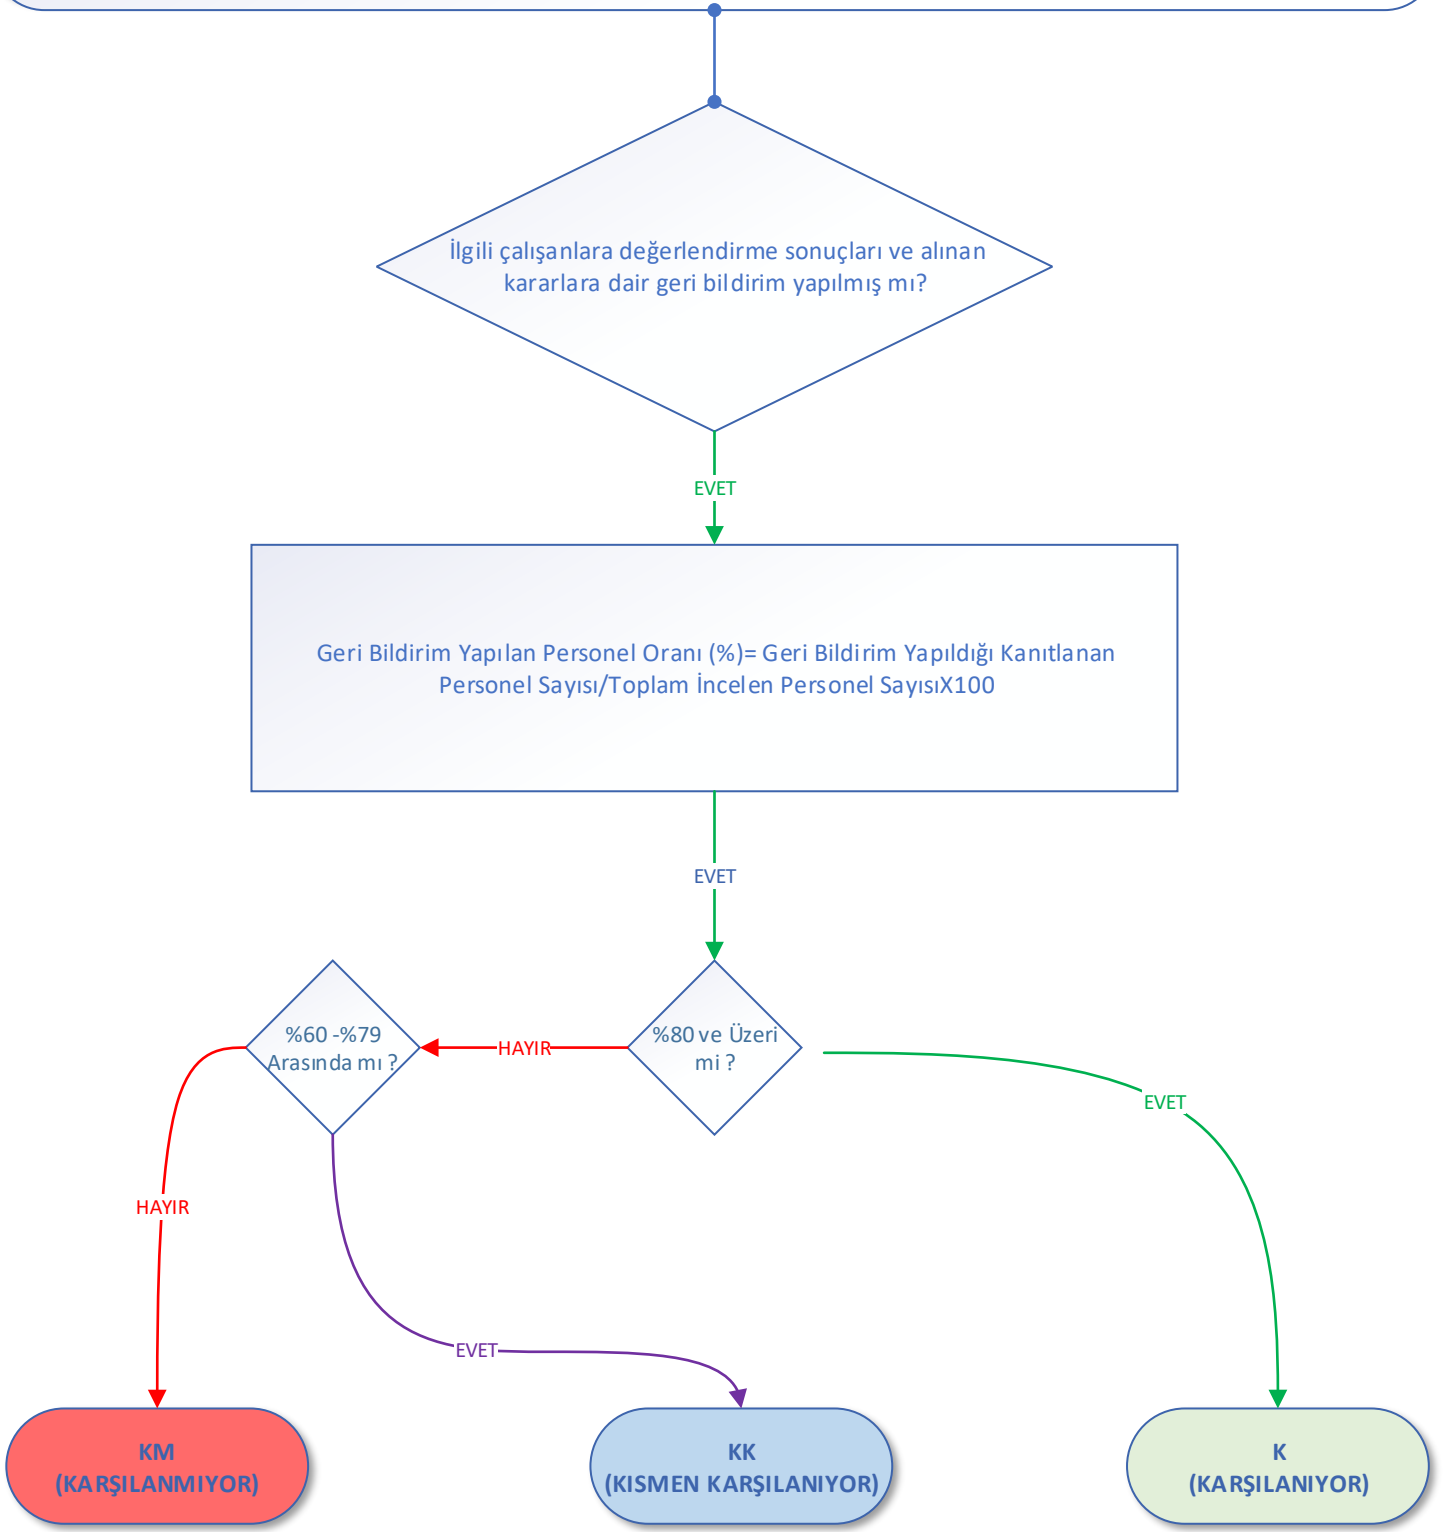 İlgili çalışanlara değerlendirme sonuçları ve alınan
kararlara dair geri bildirim yapılmış mı?
EVET
Geri Bildirim Yapılan Personel Oranı (%)= Geri Bildirim Yapıldığı Kanıtlanan
Personel Sayısı/Toplam İncelen Personel SayısıX100
EVET
%60 -%79
Arasında mı ?
HAYIR
%80 ve Üzeri
mi ?
EVET
HAYIR
EVET
KM
(KARŞILANMIYOR)
KK
(KISMEN KARŞILANIYOR)
K
(KARŞILANIYOR)